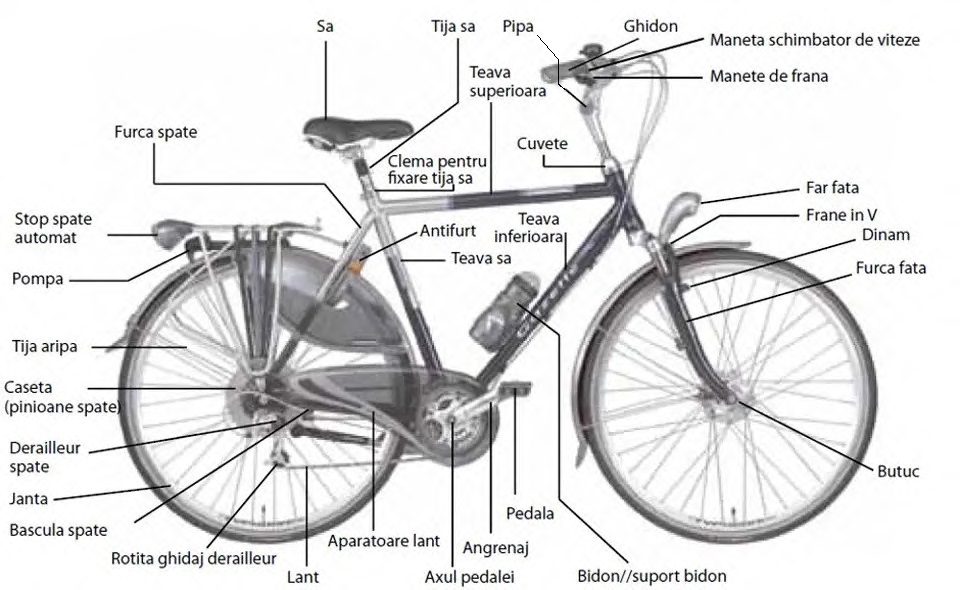 Sa
Tija sa
Pipa
Ghidon
Maneta schimbator de viteze
Manete de frana
Teava
superioara
Furca spate
Clema pentru
fixare tija sa
Cuvete
Far fata
Frane in V
Dinam
Furca fata
Stop spate
automat
Antifurt
Teava
inferioara
Teava sa
Pompa
Tija aripa
Caseta
(pinioane spate)
Derailleur
spate
Janta
Bascula spate
Rotita ghidaj derailleur
Lant
Aparatoare lant
Axul pedalei
Angrenaj
Pedala
Butuc
Bidon//suport bidon